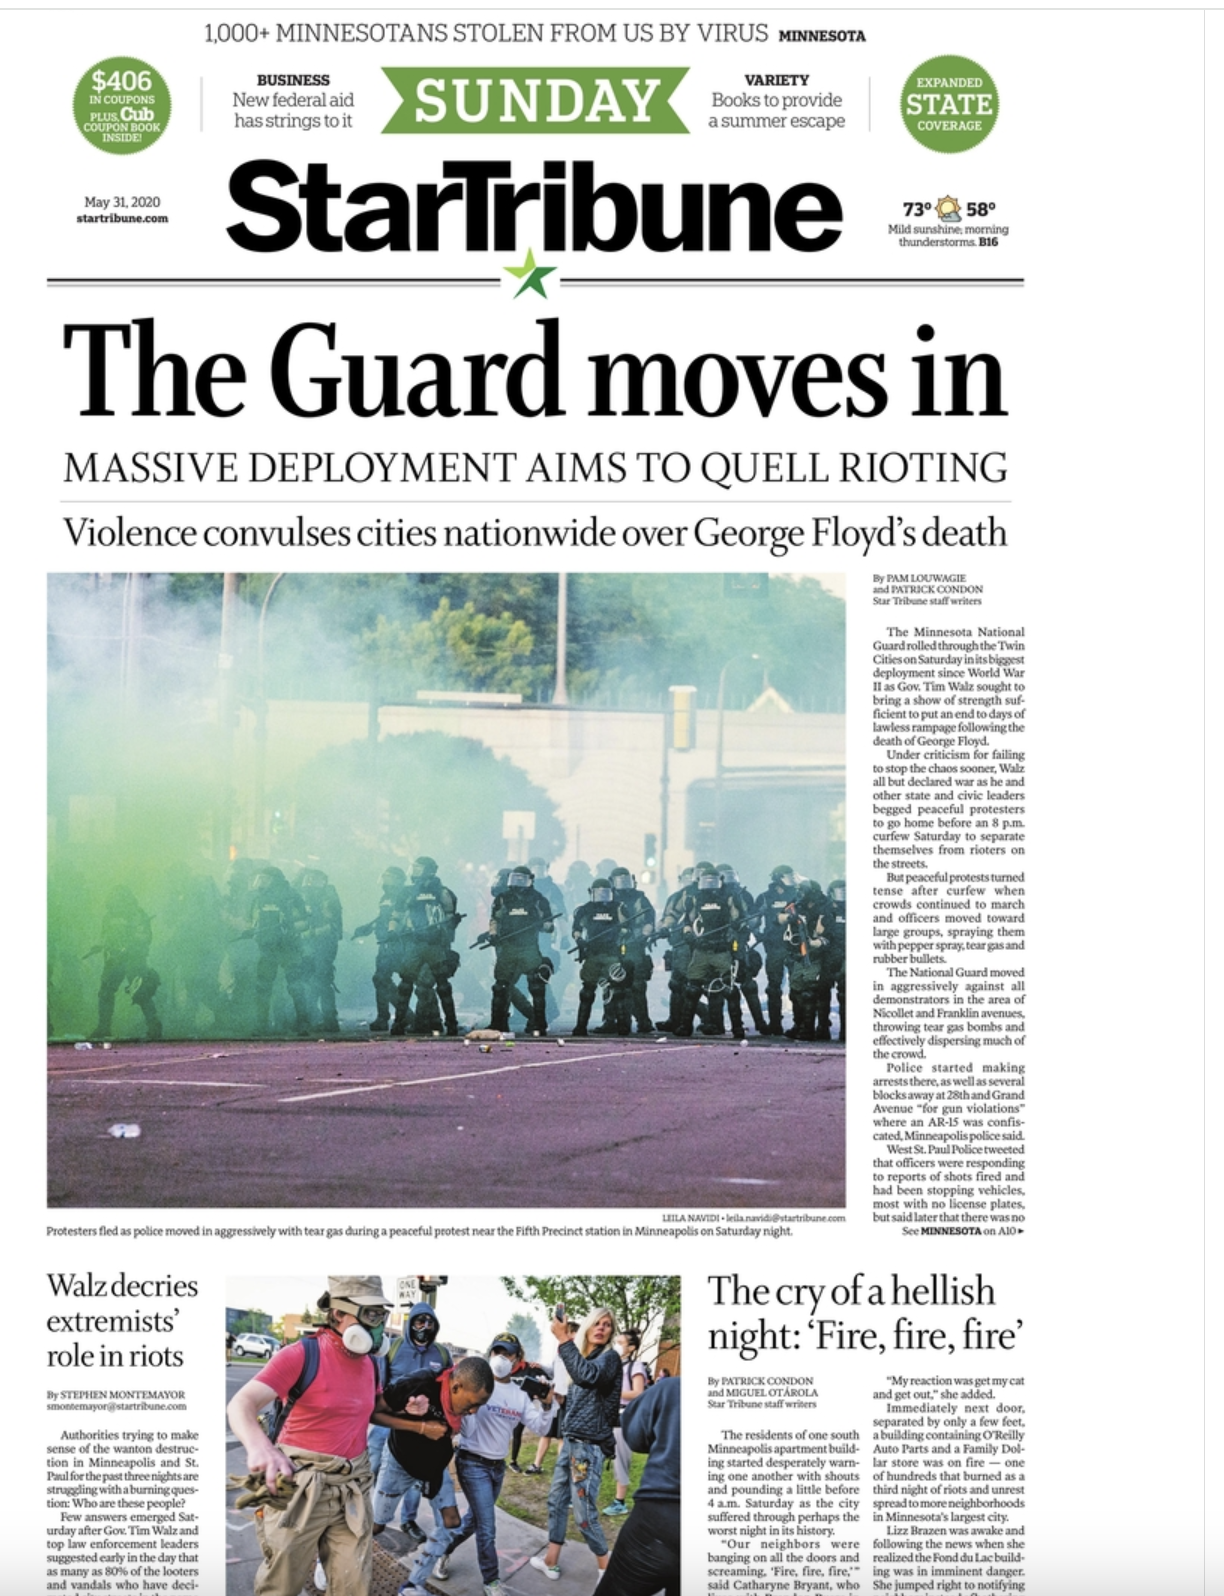 1,000+ MINNESOTANS STOLEN FROM US BY VIRUS MINNESOTA
$406
IN COUPONS
PLUS, Cub
COUPON BOOK
INSIDE!
BUSINESS
New federal aid
has strings to it
SUNDAY
VARIETY
Books to provide
a summer escape
EXPANDED
STATE
COVERAGE
May 31, 2020
startribune.com
StarTribune
73° 58°
Mild sunshine; morning
thunderstorms. B16
The Guard moves in
MASSIVE DEPLOYMENT AIMS TO QUELL RIOTING
Violence convulses cities nationwide over George Floyd's death
By PAM LOUWAGIE
and PATRICK CONDON
Star Tribune staff writers
The Minnesota National
Guard rolled through the Twin
Cities on Saturday in its biggest
deployment since World War
II as Gov. Tim Walz sought to
bring a show of strength suf-
ficient to put an end to days of
lawless rampage following the
death of George Floyd.
Under criticism for failing
to stop the chaos sooner, Walz
all but declared war as he and
other state and civic leaders
begged peaceful protesters
to go home before an 8 p.m.
curfew Saturday to separate
themselves from rioters on
the streets.
But peaceful protests turned
tense after curfew when
crowds continued to march
and officers moved toward
large groups, spraying them
with pepper spray, tear gas and
rubber bullets.
The National Guard moved
in aggressively against all
demonstrators in the area of
Nicollet and Franklin avenues,
throwing tear gas bombs and
effectively dispersing much of
the crowd.
Police started making
arrests there, as well as several
blocks away at 28th and Grand
Avenue "for gun violations"
where an AR-15 was confis-
cated, Minneapolis police said.
West St. Paul Police tweeted
that officers were responding
to reports of shots fired and
had been stopping vehicles,
most with no license plates,
but said later that there was no
See MINNESOTA on A10 ►
LEILA NAVIDI • leila.navidi@startribune.com
Protesters fled as police moved in aggressively with tear gas during a peaceful protest near the Fifth Precinct station in Minneapolis on Saturday night.
Walz decries
extremists'
role in riots
By STEPHEN MONTEMAYOR
smontemayor@startribune.com
Authorities trying to make
sense of the wanton destruc-
tion in Minneapolis and St.
Paul for the past three nights are
struggling with a burning ques-
tion: Who are these people?
Few answers emerged Sat-
urday after Gov. Tim Walz and
top law enforcement leaders
suggested early in the day that
as many as 80% of the looters
and vandals who have deci-
ONE
WAY
VETERAN
The cry of a hellish
night: 'Fire, fire, fire'
By PATRICK CONDON
and MIGUEL OTÁROLA
Star Tribune staff writers
The residents of one south
Minneapolis apartment build-
ing started desperately warn-
ing one another with shouts
and pounding a little before
4 a.m. Saturday as the city
suffered through perhaps the
worst night in its history.
"Our neighbors were
banging on all the doors and
screaming, 'Fire, fire, fire,'"
said Catharyne Bryant, who
"My reaction was get my cat
and get out," she added.
Immediately next door,
separated by only a few feet,
a building containing O'Reilly
Auto Parts and a Family Dol-
lar store was on fire — one
of hundreds that burned as a
third night of riots and unrest
spread to more neighborhoods
in Minnesota's largest city.
Lizz Brazen was awake and
following the news when she
realized the Fond du Lac build-
ing was in imminent danger.
She jumped right to notifying